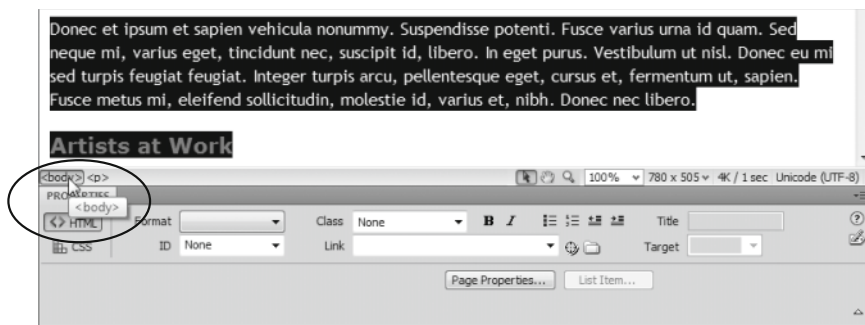 Donec et ipsum et sapien vehicula nonummy. Suspendisse potenti. Fusce varius urna id quam. Sed
neque mi, varius eget, tincidunt nec, suscipit id, libero. In eget purus. Vestibulum ut nisl. Donec eu mi
sed turpis feugiat feugiat. Integer turpis arcu, pellentesque eget, cursus et, fermentum ut, sapien.
Fusce metus mi, eleifend sollicitudin, molestie id, varius et, nibh. Donec nec libero.
Artists at Work
<body> <p> 100% 780 x 505 4K / 1 sec Unicode (UTF-8)
PROPERTIES
<body>
<> HTML Format Class None B I Title
CSS ID None Link Target
Page Properties... List Item...